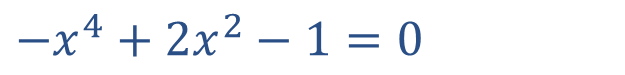 −x⁴ + 2x² − 1 = 0